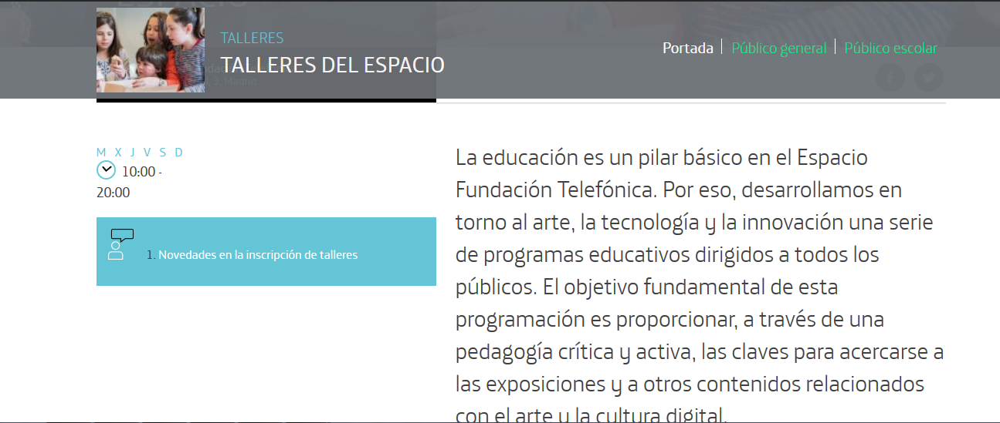 TALLERES
TALLERES DEL ESPACIO
Portada
Público general
Público escolar
3, Madrid
M X J V S D
10:00 -
20:00
1. Novedades en la inscripción de talleres
La educación es un pilar básico en el Espacio
Fundación Telefónica. Por eso, desarrollamos en
torno al arte, la tecnología y la innovación una serie
de programas educativos dirigidos a todos los
públicos. El objetivo fundamental de esta
programación es proporcionar, a través de una
pedagogía crítica y activa, las claves para acercarse a
las exposiciones y a otros contenidos relacionados
con el arte y la cultura digital.